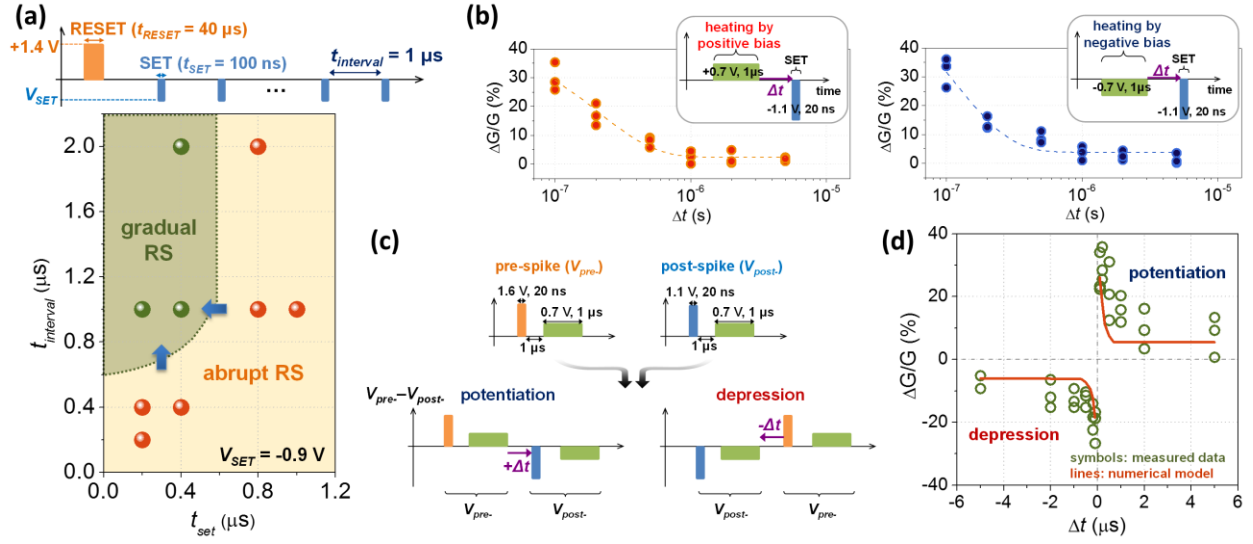 (a)
RESET (tRESET = 40 µs)
+1.4 V
SET (tSET = 100 ns)
tinterval = 1 µs
VSET
...
2.0
1.6
1.2
0.8
0.4
0.0
tinterval (µs)
gradual
RS
abrupt RS
VSET = -0.9 V
0.0 0.4 0.8 1.2
tset (µs)
(b)
40
35
30
25
20
15
10
5
0
ΔG/G (%)
heating by
positive bias
SET
+0.7 V, 1µs
time
Δt
-1.1 V, 20 ns
10-7 10-6 10-5
Δt (s)
40
35
30
25
20
15
10
5
0
ΔG/G (%)
heating by
negative bias
SET
Δt
time
-0.7 V, 1µs
-1.1 V, 20 ns
10-7 10-6 10-5
Δt (s)
(c)
pre-spike (Vpre-)
1.6 V, 20 ns
0.7 V, 1 µs
1 µs
post-spike (Vpost-)
1.1 V, 20 ns
0.7 V, 1 µs
1 µs
Vpre-–Vpost-
potentiation
+Δt
Vpre-
Vpost-
depression
-Δt
Vpost-
Vpre-
(d)
40
20
0
-20
-40
ΔG/G (%)
potentiation
depression
symbols: measured data
lines: numerical model
-6 -4 -2 0 2 4 6
Δt (µs)